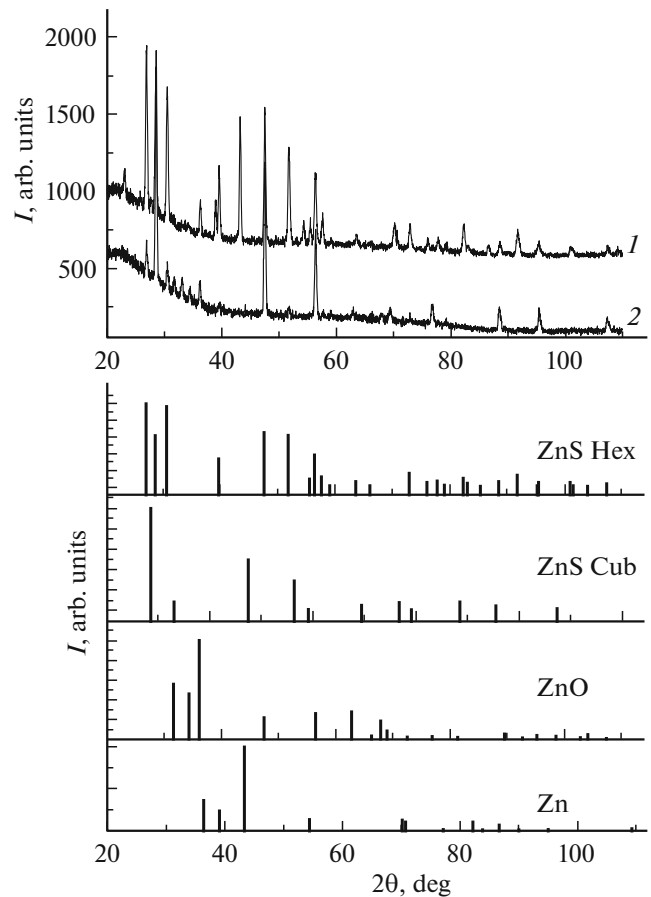 2000
1500
I, arb. units
1000
1
500
2
20 40 60 80 100
ZnS Hex
ZnS Cub
I, arb. units
ZnO
Zn
20 40 60 80 100
2θ, deg